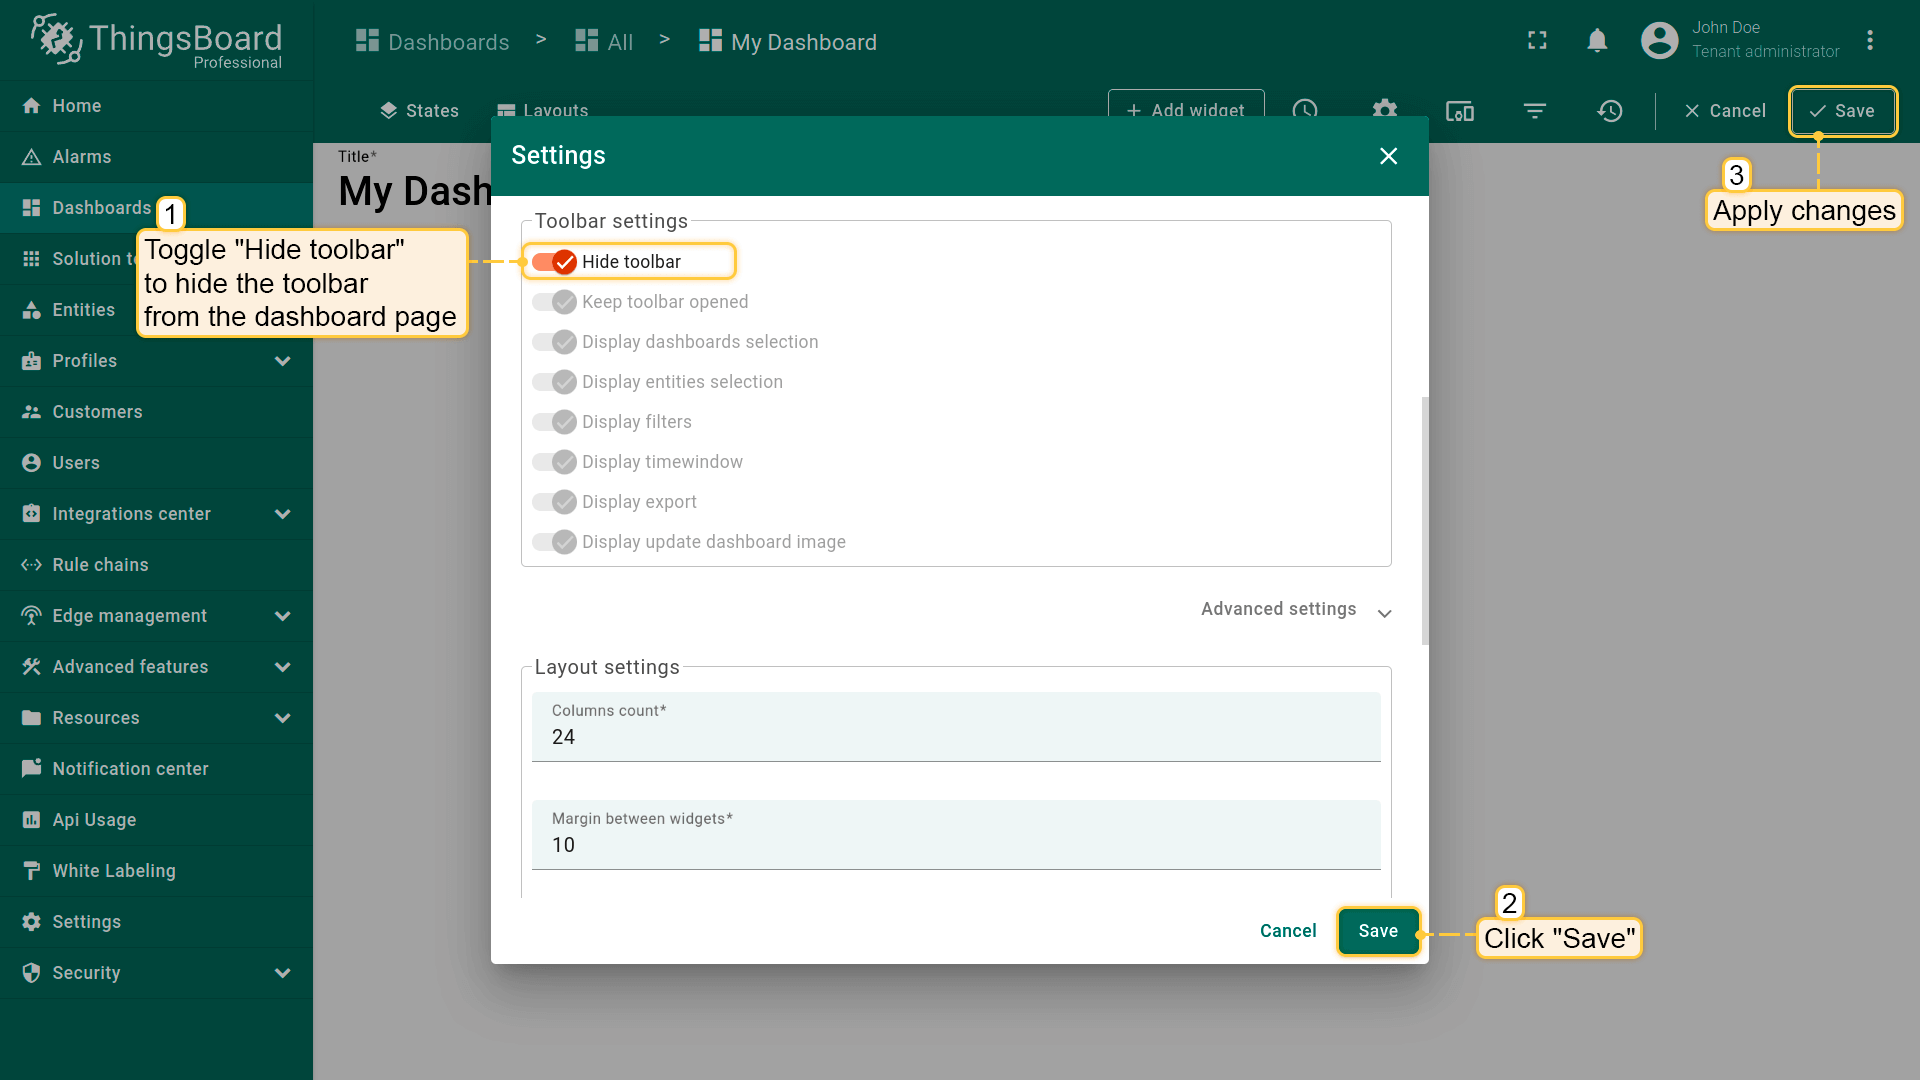 ThingsBoard
Professional
Dashboards > All > My Dashboard
John Doe
Tenant administrator
Home
Alarms
Dashboards
Solution te
Entities
Profiles
Customers
Users
Integrations center
Rule chains
Edge management
Advanced features
Resources
Notification center
Api Usage
White Labeling
Settings
Security
States
Layouts
+ Add widget
Cancel
Save
Title*
My Dash
Settings
Toolbar settings
Hide toolbar
Keep toolbar opened
Display dashboards selection
Display entities selection
Display filters
Display timewindow
Display export
Display update dashboard image
Advanced settings
Layout settings
Columns count*
24
Margin between widgets*
10
Cancel
Save
1
Toggle "Hide toolbar"
to hide the toolbar
from the dashboard page
2
Click "Save"
3
Apply changes